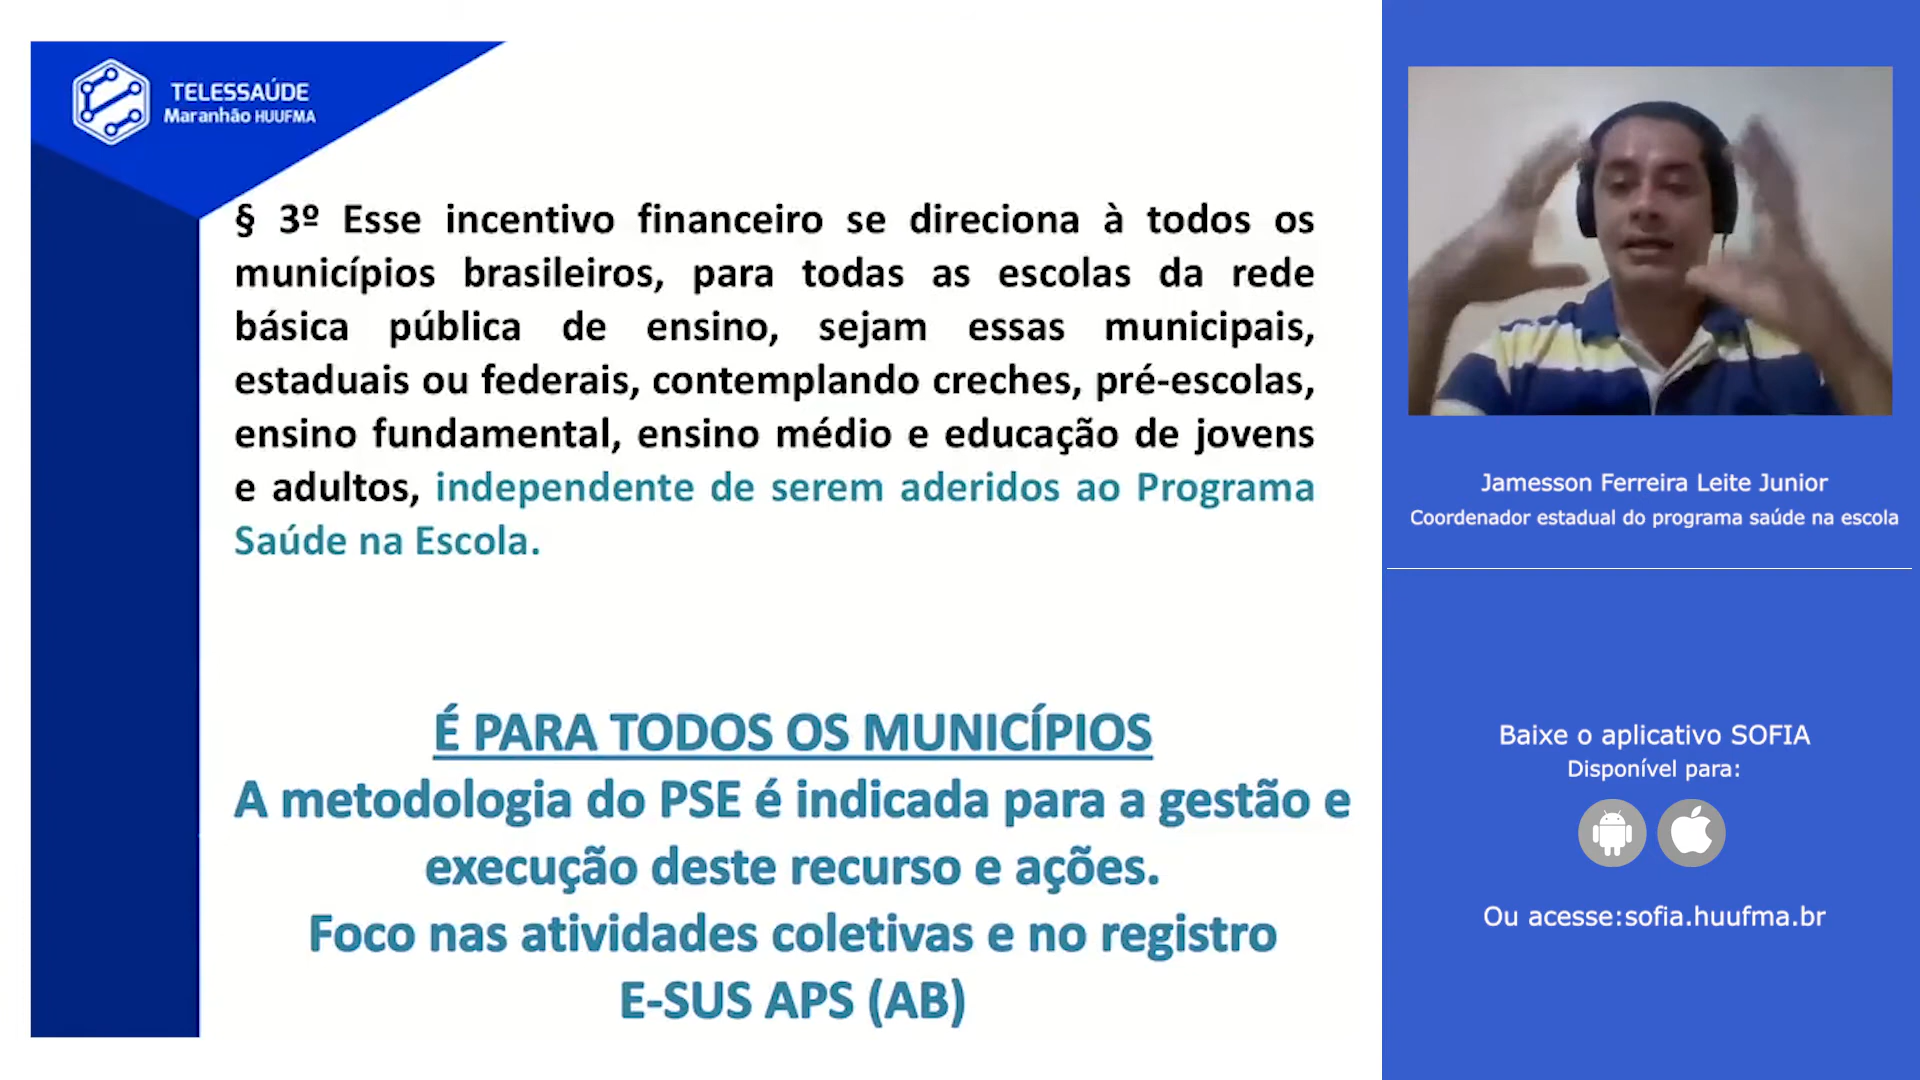 TELESSAÚDE
Maranhão HUUFMA
§ 3º Esse incentivo financeiro se direciona à todos os
municípios brasileiros, para todas as escolas da rede
básica pública de ensino, sejam essas municipais,
estaduais ou federais, contemplando creches, pré-escolas,
ensino fundamental, ensino médio e educação de jovens
e adultos, independente de serem aderidos ao Programa
Saúde na Escola.
É PARA TODOS OS MUNICÍPIOS
A metodologia do PSE é indicada para a gestão e
execução deste recurso e ações.
Foco nas atividades coletivas e no registro
E-SUS APS (AB)
Jamesson Ferreira Leite Junior
Coordenador estadual do programa saúde na escola
Baixe o aplicativo SOFIA
Disponível para:
Ou acesse:sofia.huufma.br